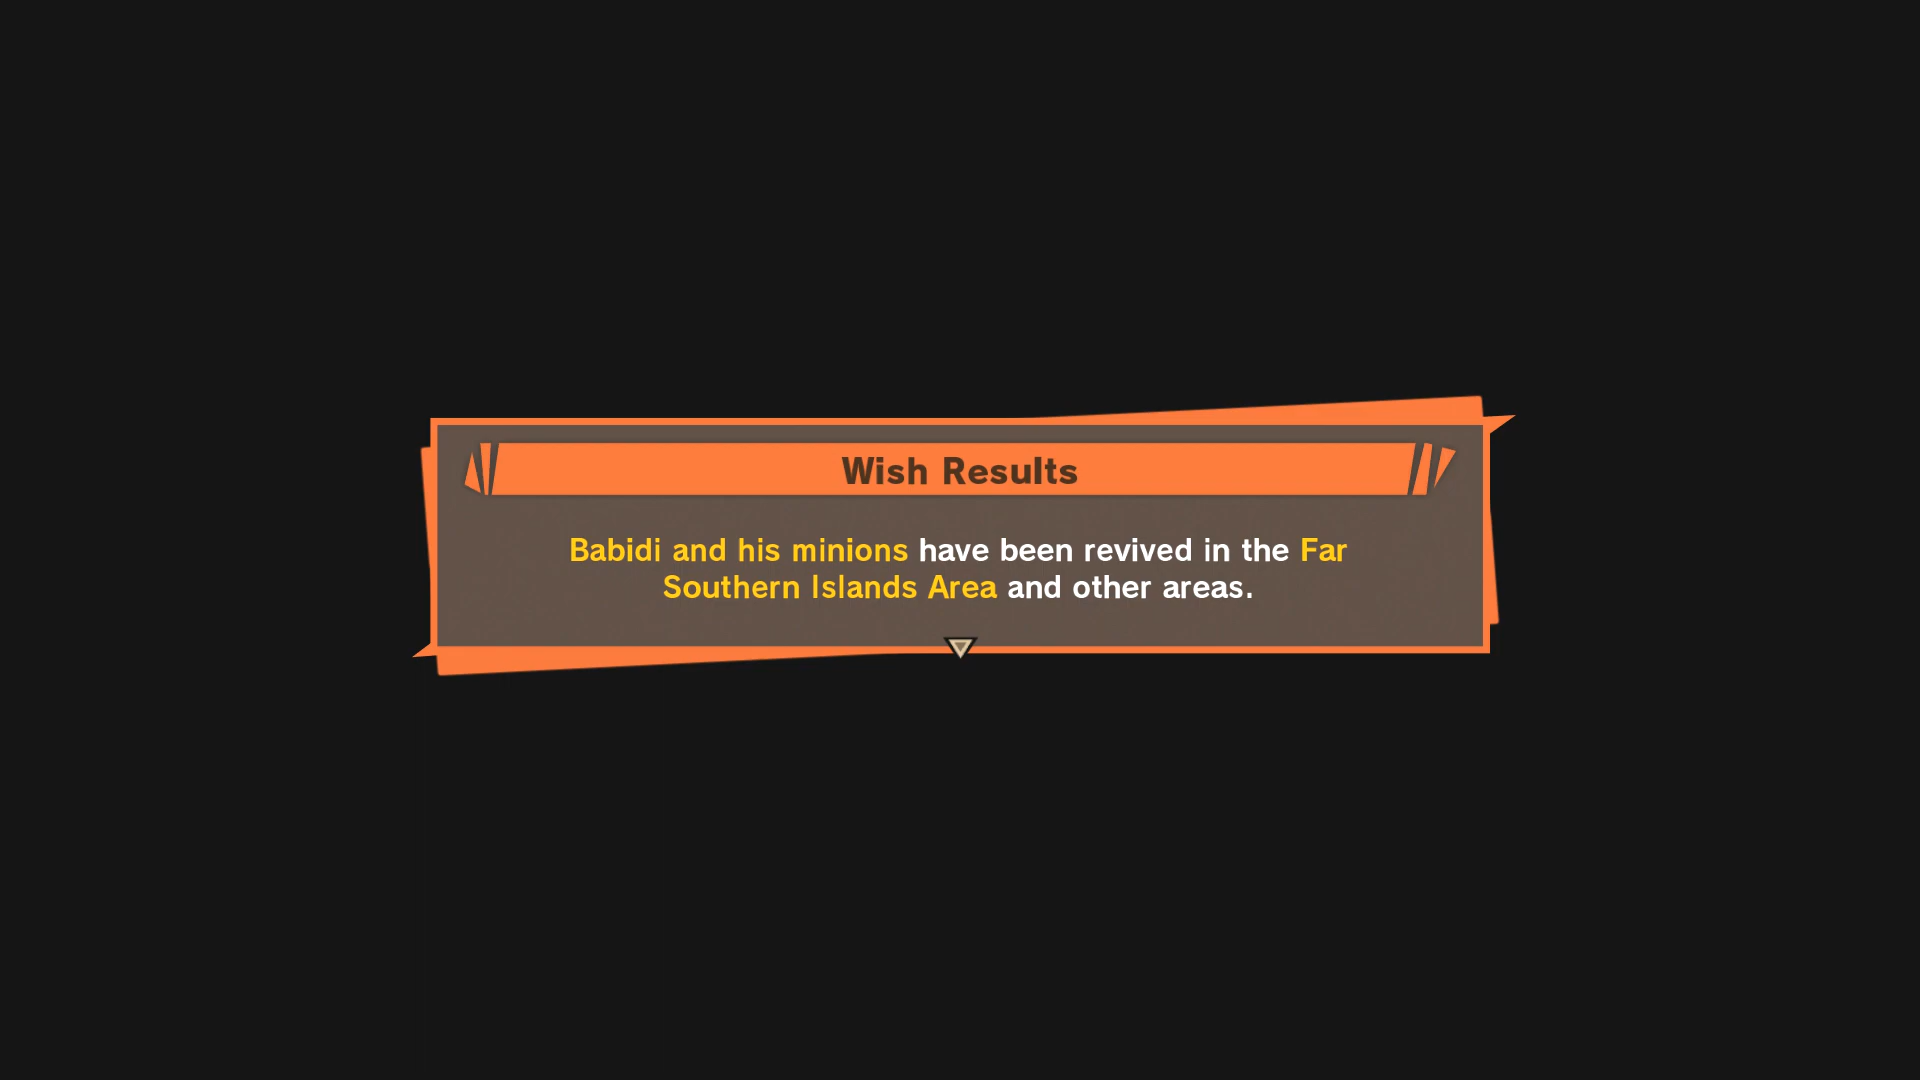 Wish Results
Babidi and his minions have been revived in the Far
Southern Islands Area and other areas.